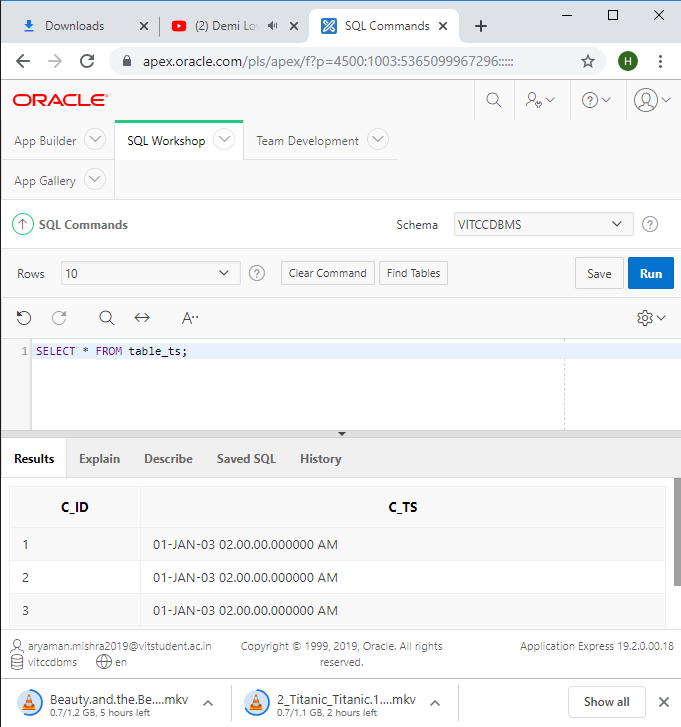 Downloads
(2) Demi Lo
SQL Commands
apex.oracle.com/pls/apex/f?p=4500:1003:5365099967296:::::
H
ORACLE
App Builder
SQL Workshop
Team Development
App Gallery
SQL Commands
Schema
VITCCDBMS
Rows
10
Clear Command
Find Tables
Save
Run
A··
1 SELECT * FROM table_ts;
Results
Explain
Describe
Saved SQL
History
C_ID C_TS
1 01-JAN-03 02.00.00.000000 AM
2 01-JAN-03 02.00.00.000000 AM
3 01-JAN-03 02.00.00.000000 AM
aryaman.mishra2019@vitstudent.ac.in
vitccdbms
en
Copyright © 1999, 2019, Oracle. All rights
reserved.
Application Express 19.2.0.00.18
Beauty.and.the.Be....mkv
0.7/1.2 GB, 5 hours left
2_Titanic_Titanic.1....mkv
0.7/1.1 GB, 2 hours left
Show all